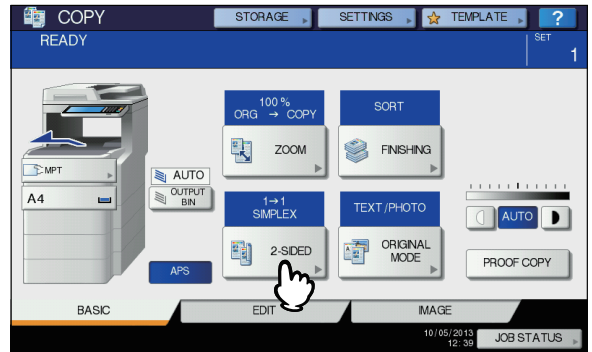 COPY
STORAGE
SETTINGS
TEMPLATE
?
READY
SET
1
100 %
ORG → COPY
SORT
ZOOM
FINISHING
MPT
AUTO
A4
OUTPUT
BIN
1→1
SIMPLEX
TEXT/PHOTO
AUTO
2-SIDED
ORIGINAL
MODE
APS
PROOF COPY
BASIC
EDIT
IMAGE
10/05/2013
12:39
JOB STATUS